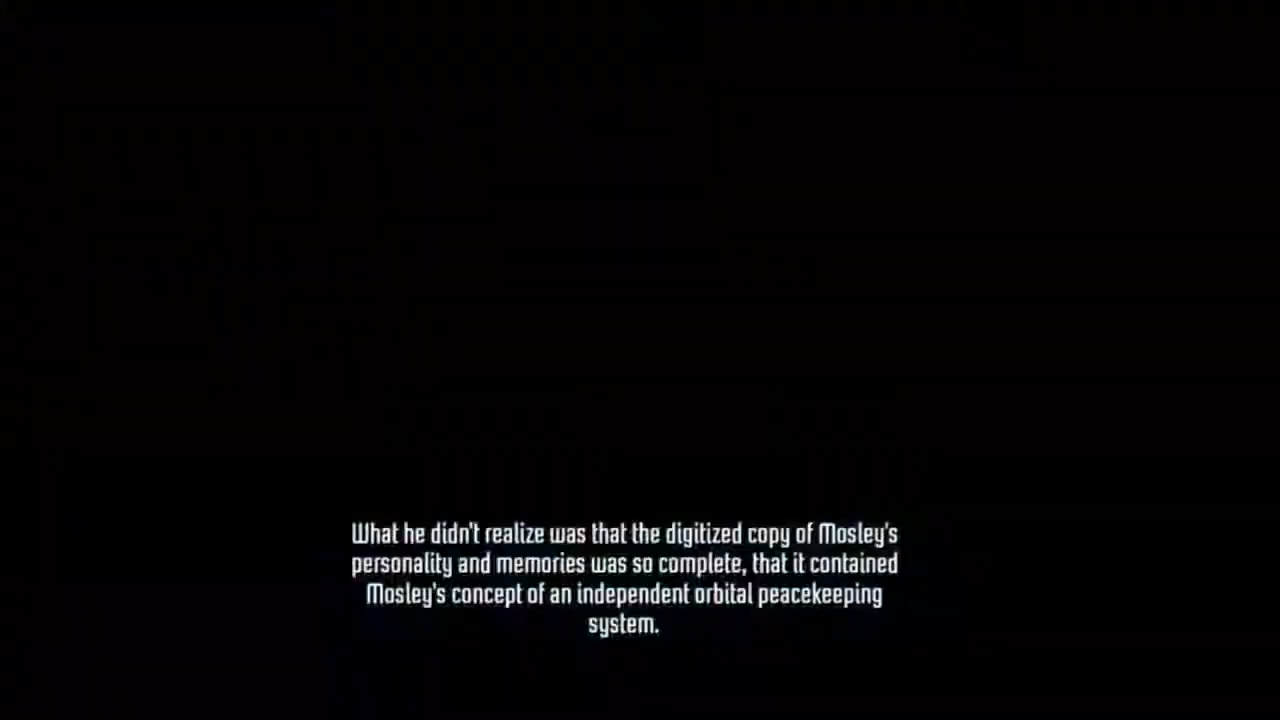 What he didn't realize was that the digitized copy of Mosley's
personality and memories was so complete, that it contained
Mosley's concept of an independent orbital peacekeeping
system.